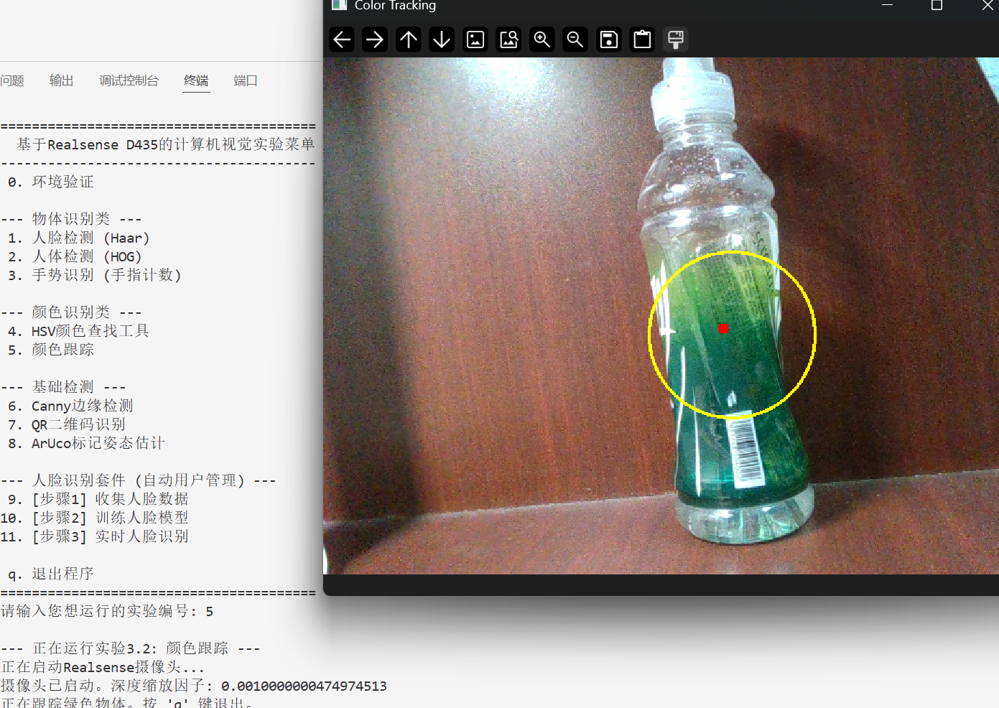 Color Tracking
问题 输出 调试控制台 终端 端口
========================================
基于Realsense D435的计算机视觉实验菜单
----------------------------------------
0. 环境验证
--- 物体识别类 ---
1. 人脸检测 (Haar)
2. 人体检测 (HOG)
3. 手势识别 (手指计数)
--- 颜色识别类 ---
4. HSV颜色查找工具
5. 颜色跟踪
--- 基础检测 ---
6. Canny边缘检测
7. QR二维码识别
8. ArUco标记姿态估计
--- 人脸识别套件 (自动用户管理) ---
9. [步骤1] 收集人脸数据
10. [步骤2] 训练人脸模型
11. [步骤3] 实时人脸识别
q. 退出程序
========================================
请输入您想运行的实验编号: 5
--- 正在运行实验3.2: 颜色跟踪 ---
正在启动Realsense摄像头...
摄像头已启动。深度缩放因子: 0.0010000000474974513
正在跟踪绿色物体。按 'q' 键退出。